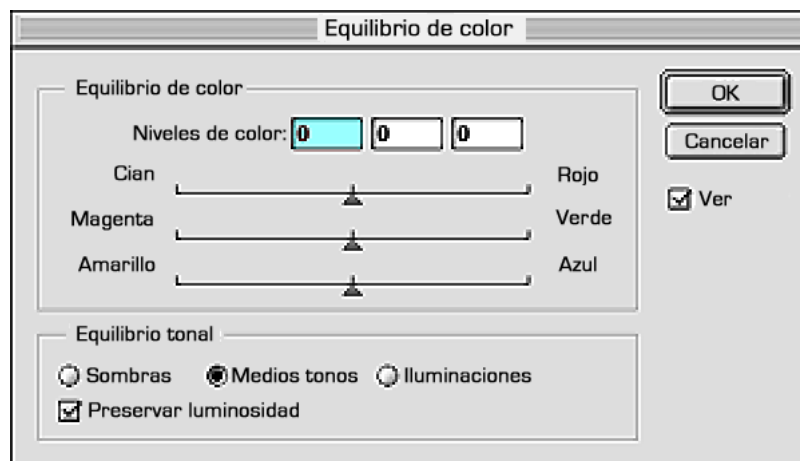 Equilibrio de color
Equilibrio de color
Niveles de color: 0 0 0
Cian Rojo
Magenta Verde
Amarillo Azul
Equilibrio tonal
Sombras Medios tonos Iluminaciones
Preservar luminosidad
OK
Cancelar
Ver